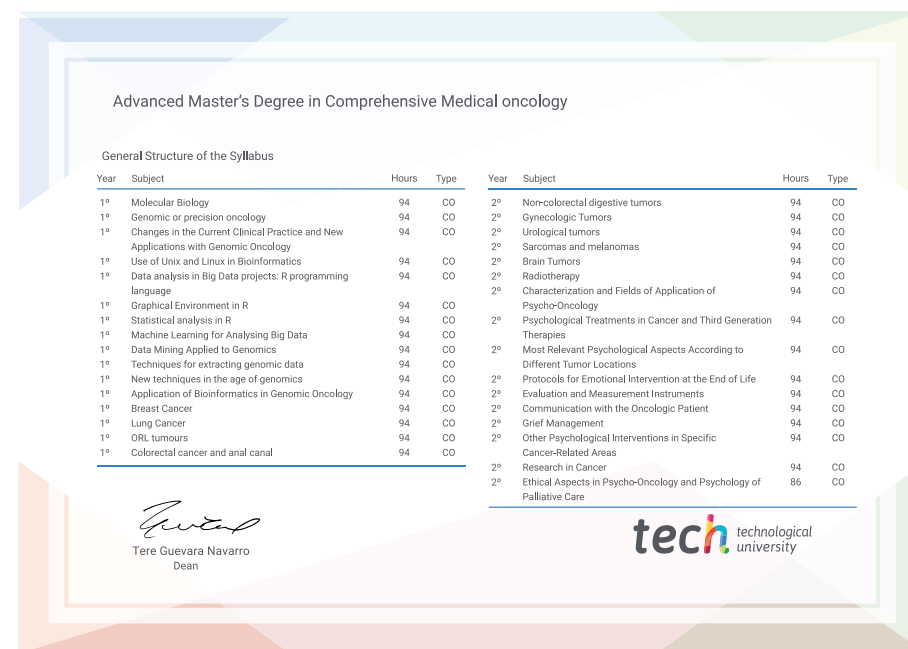 Advanced Master's Degree in Comprehensive Medical oncology
General Structure of the Syllabus
Year Subject Hours Type
1º Molecular Biology 94 CO
1º Genomic or precision oncology 94 CO
1º Changes in the Current Clinical Practice and New 94 CO
Applications with Genomic Oncology
1º Use of Unix and Linux in Bioinformatics 94 CO
1º Data analysis in Big Data projects: R programming 94 CO
language
1º Graphical Environment in R 94 CO
1º Statistical analysis in R 94 CO
1º Machine Learning for Analysing Big Data 94 CO
1º Data Mining Applied to Genomics 94 CO
1º Techniques for extracting genomic data 94 CO
1º New techniques in the age of genomics 94 CO
1º Application of Bioinformatics in Genomic Oncology 94 CO
1º Breast Cancer 94 CO
1º Lung Cancer 94 CO
1º ORL tumours 94 CO
1º Colorectal cancer and anal canal 94 CO
Year Subject Hours Type
2º Non-colorectal digestive tumors 94 CO
2º Gynecologic Tumors 94 CO
2º Urological tumors 94 CO
2º Sarcomas and melanomas 94 CO
2º Brain Tumors 94 CO
2º Radiotherapy 94 CO
2º Characterization and Fields of Application of 94 CO
Psycho-Oncology
2º Psychological Treatments in Cancer and Third Generation 94 CO
Therapies
2º Most Relevant Psychological Aspects According to 94 CO
Different Tumor Locations
2º Protocols for Emotional Intervention at the End of Life 94 CO
2º Evaluation and Measurement Instruments 94 CO
2º Communication with the Oncologic Patient 94 CO
2º Grief Management 94 CO
2º Other Psychological Interventions in Specific 94 CO
Cancer-Related Areas
2º Research in Cancer 94 CO
2º Ethical Aspects in Psycho-Oncology and Psychology of 86 CO
Palliative Care
Tere Guevara Navarro
Dean
tech technological
university